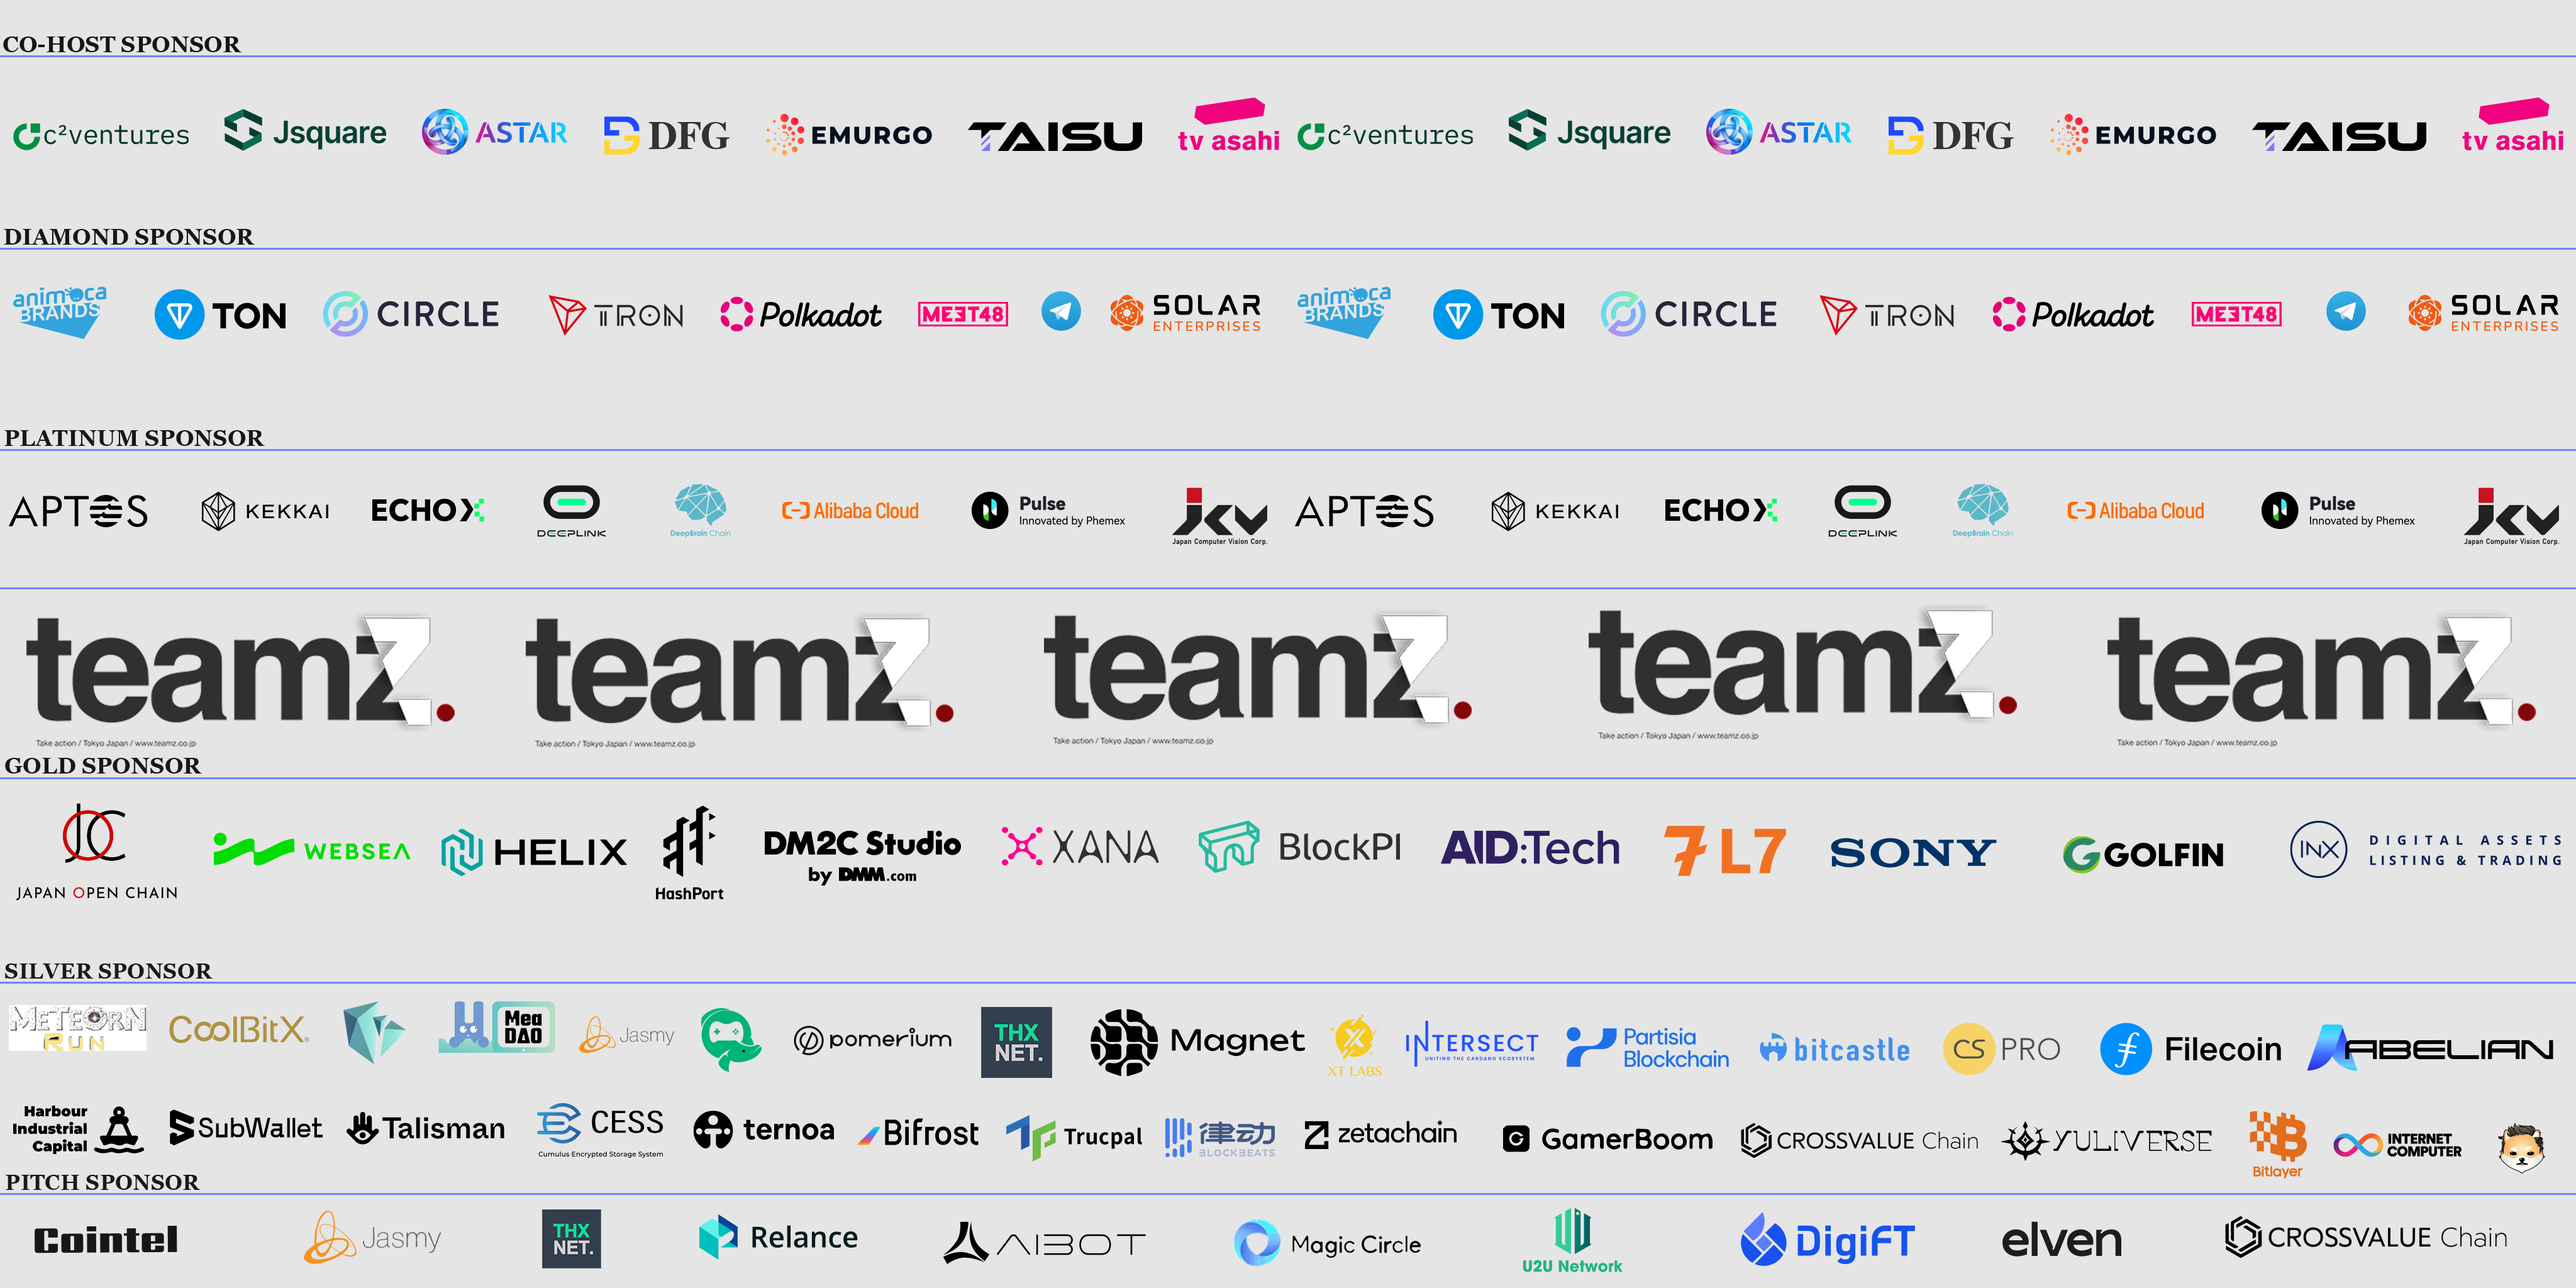 CO-HOST SPONSOR
c²ventures Jsquare ASTAR DFG EMURGO TAISU tv asahi c²ventures Jsquare ASTAR DFG EMURGO TAISU tv asahi
DIAMOND SPONSOR
animoca BRANDS TON CIRCLE TRON Polkadot MEET48 SOLAR ENTERPRISES animoca BRANDS TON CIRCLE TRON Polkadot MEET48 SOLAR ENTERPRISES
PLATINUM SPONSOR
APTOS KEKKAI ECHOX DEEPLINK DeepBrain Chain Alibaba Cloud Pulse Innovated by Phemex jcv Japan Computer Vision Corp. APTOS KEKKAI ECHOX DEEPLINK DeepBrain Chain Alibaba Cloud Pulse Innovated by Phemex jcv Japan Computer Vision Corp.
teamz. teamz. teamz. teamz. teamz.
Take action / Tokyo Japan / www.teamz.co.jp Take action / Tokyo Japan / www.teamz.co.jp Take action / Tokyo Japan / www.teamz.co.jp Take action / Tokyo Japan / www.teamz.co.jp Take action / Tokyo Japan / www.teamz.co.jp
GOLD SPONSOR
JOC JAPAN OPEN CHAIN WEBSEA HELIX HashPort DM2C Studio by DMM.com XANA BlockPI AID:Tech 7 L7 SONY GOLFIN INX DIGITAL ASSETS LISTING & TRADING
SILVER SPONSOR
METEORN RUN CoolBitX Mea DAO Jasmy pomerium THX NET. Magnet XT LABS INTERSECT UNITING THE CARDANO ECOSYSTEM Partisia Blockchain bitcastle CS PRO Filecoin ABELIAN
Harbour Industrial Capital SubWallet Talisman CESS Cumulus Encrypted Storage System ternoa Bifrost Trucpal 律动 BLOCKBEATS zetachain GamerBoom CROSSVALUE Chain YULIVERSE Bitlayer INTERNET COMPUTER
PITCH SPONSOR
Cointel Jasmy THX NET. Relance AIBOT Magic Circle U2U Network DigiFT elven CROSSVALUE Chain